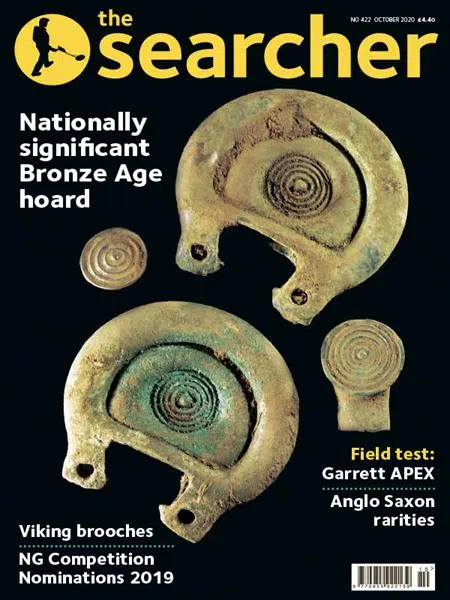 NO 422 OCTOBER 2020 £4.40
the
searcher
Nationally
significant
Bronze Age
hoard
Field test:
Garrett APEX
Anglo Saxon
rarities
Viking brooches
NG Competition
Nominations 2019
10>